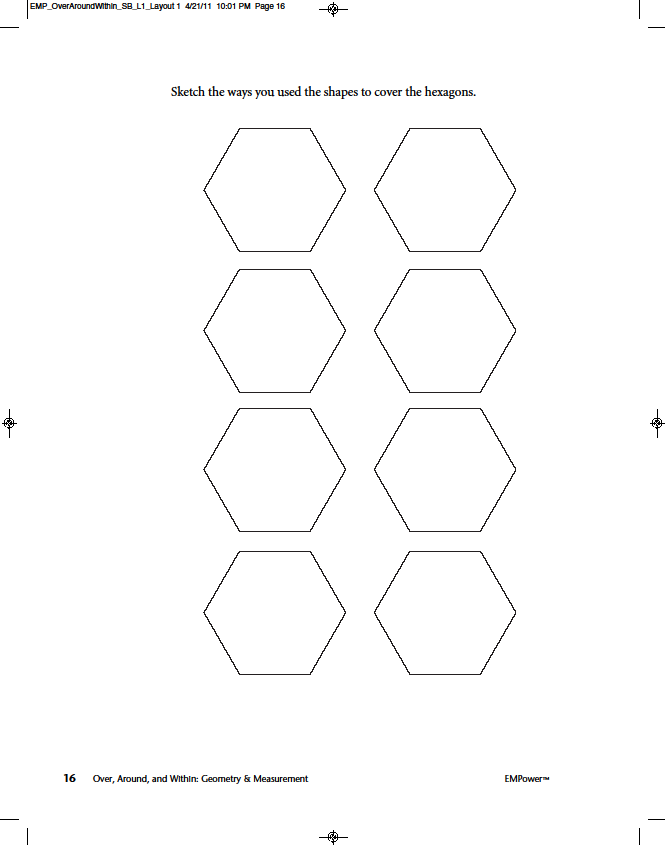 EMP_OverAroundWithin_SB_L1_Layout 1  4/21/11  10:01 PM  Page 16
Sketch the ways you used the shapes to cover the hexagons.
16 Over, Around, and Within: Geometry & Measurement EMPower™